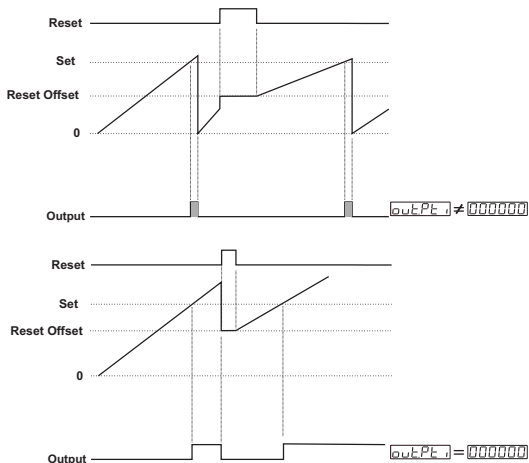 Reset
Set
Reset Offset
0
Output
outPt1 ≠ 000000
Reset
Set
Reset Offset
0
Output
outPt1 = 000000